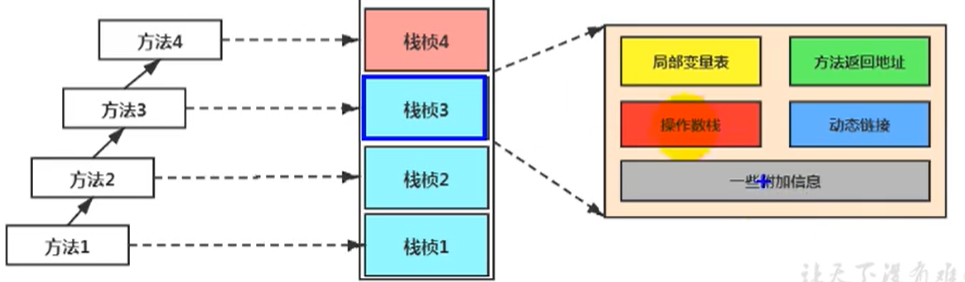 方法4
栈桢4
方法3
栈桢3
方法2
栈桢2
方法1
栈桢1
局部变量表
方法返回地址
操作数栈
动态链接
一些附加信息
让天下没有难